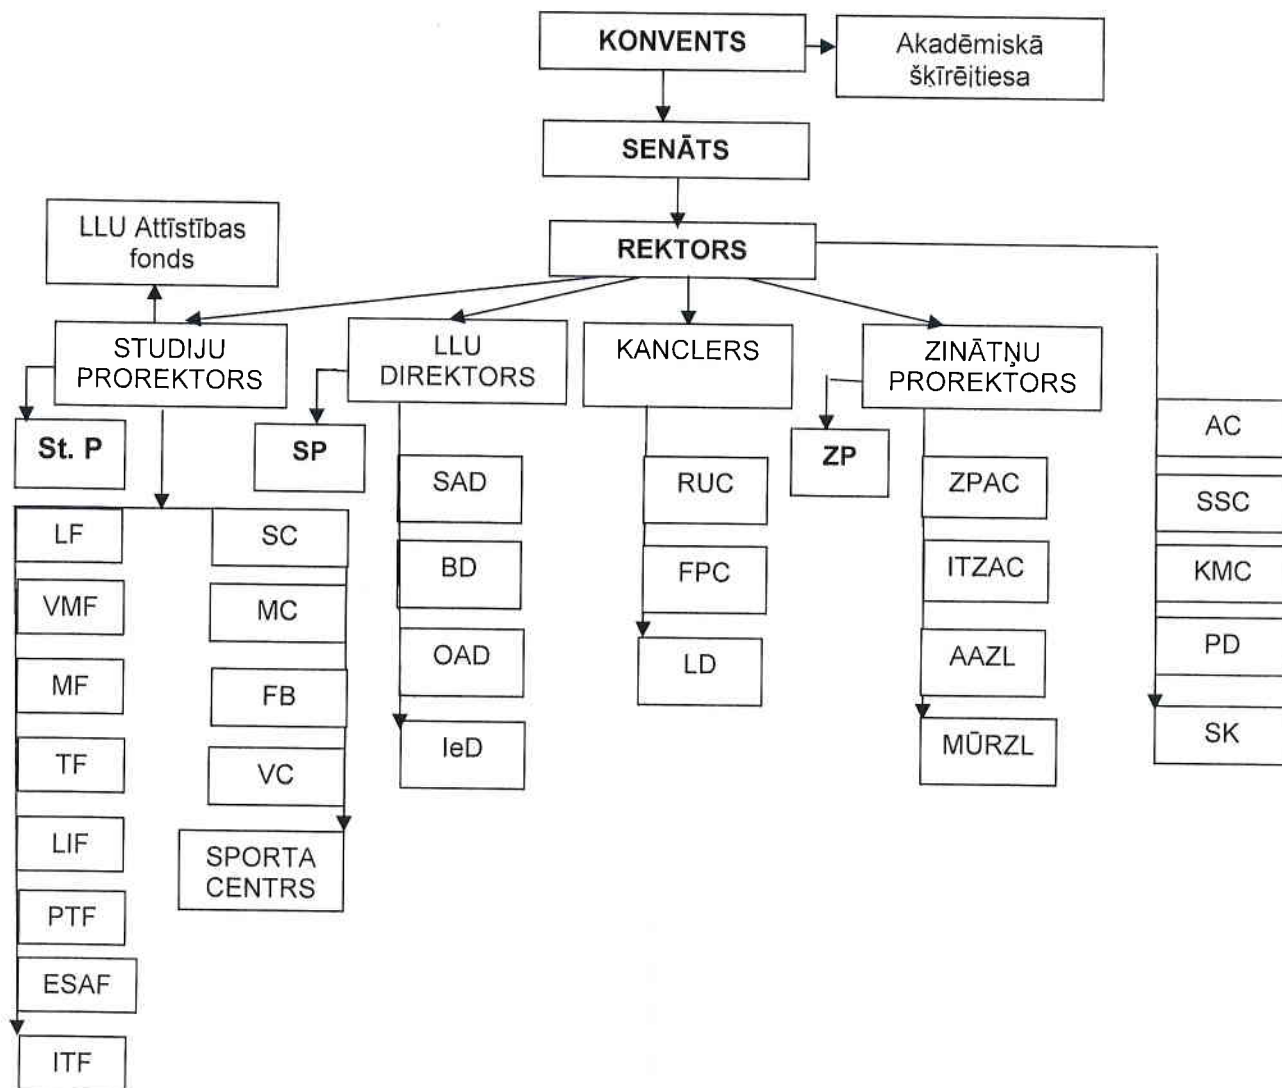 KONVENTS
Akadēmiskā
šķīrējtiesa
SENĀTS
LLU Attīstības
fonds
REKTORS
STUDIJU
PROREKTORS
LLU
DIREKTORS
KANCLERS
ZINĀTŅU
PROREKTORS
St. P
SP
ZP
LF
VMF
MF
TF
LIF
PTF
ESAF
ITF
SC
MC
FB
VC
SPORTA
CENTRS
SAD
BD
OAD
IeD
RUC
FPC
LD
ZPAC
ITZAC
AAZL
MŪRZL
AC
SSC
KMC
PD
SK